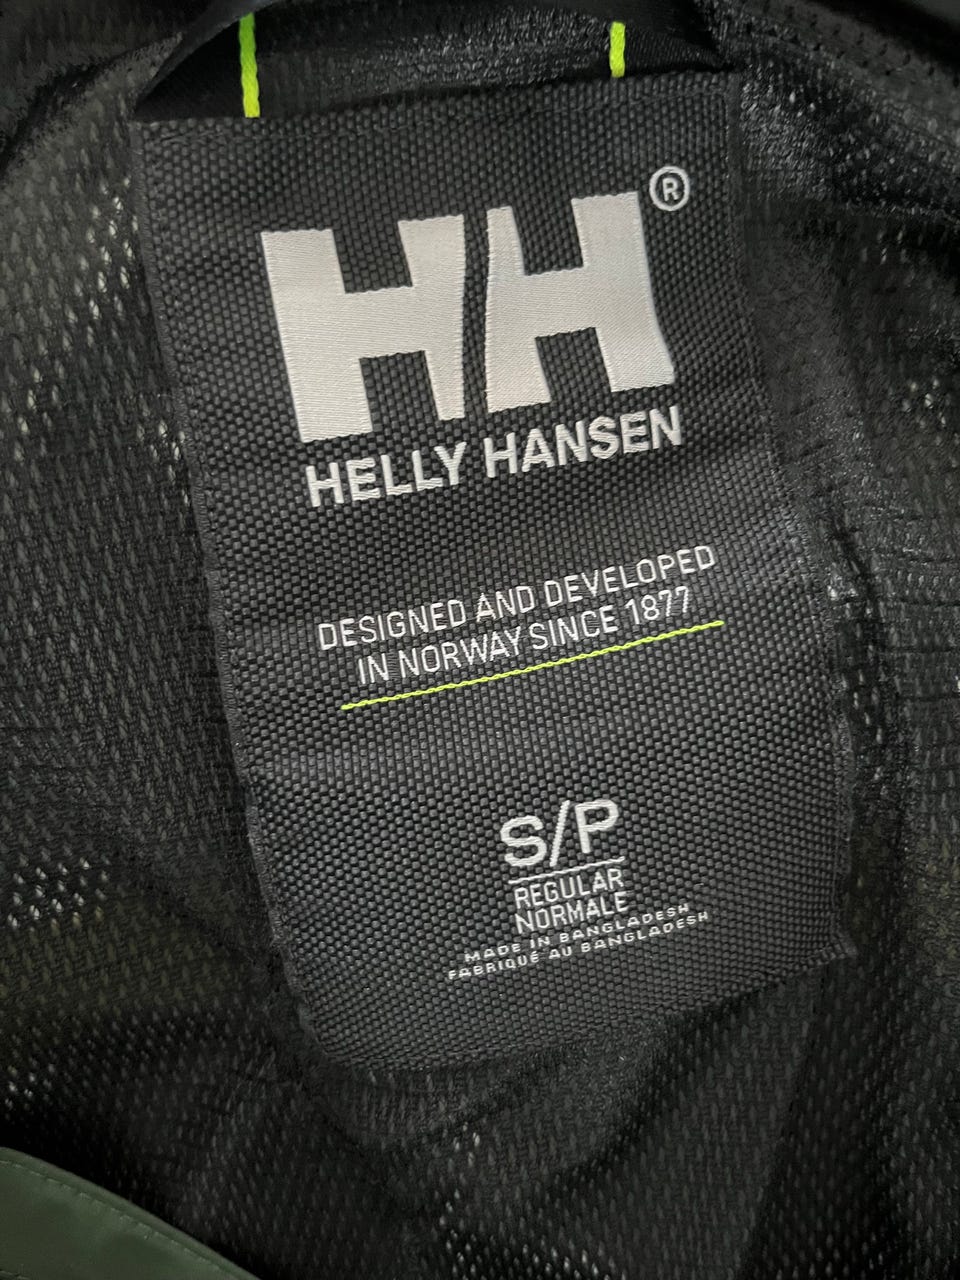 HH®
HELLY HANSEN
DESIGNED AND DEVELOPED
IN NORWAY SINCE 1877
S/P
REGULAR
NORMALE
MADE IN BANGLADESH
FABRIQUÉ AU BANGLADESH